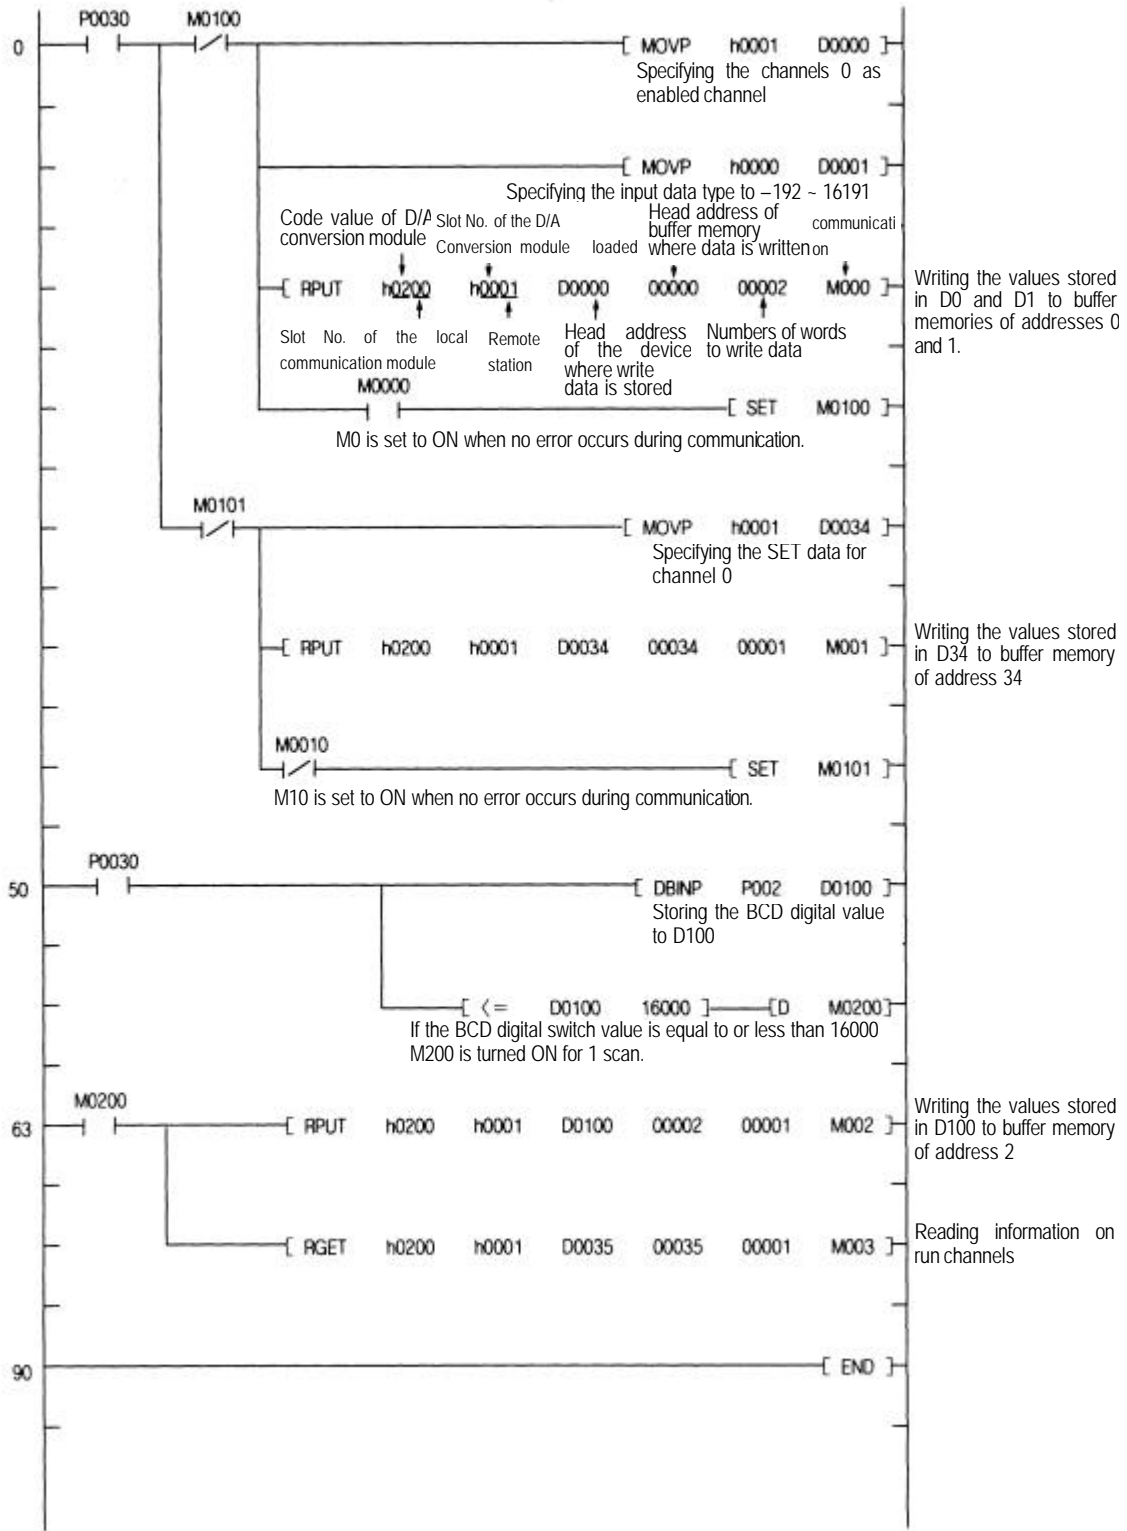 P0030 M0100
0 [ MOVP h0001 D0000 ]
Specifying the channels 0 as
enabled channel
[ MOVP h0000 D0001 ]
Specifying the input data type to –192 ~ 16191
Code value of D/A
conversion module
Slot No. of the D/A
Conversion module loaded
Head address of
buffer memory
where data is written
communicati
on
[ RPUT h0200 h0001 D0000 00000 00002 M000 ]
Writing the values stored
in D0 and D1 to buffer
memories of addresses 0
and 1.
Slot No. of the local
communication module
Remote
station
Head address
of the device
where write
data is stored
Numbers of words
to write data
M0000
[ SET M0100 ]
M0 is set to ON when no error occurs during communication.
M0101
[ MOVP h0001 D0034 ]
Specifying the SET data for
channel 0
[ RPUT h0200 h0001 D0034 00034 00001 M001 ]
Writing the values stored
in D34 to buffer memory
of address 34
M0010
[ SET M0101 ]
M10 is set to ON when no error occurs during communication.
P0030
50 [ DBINP P002 D0100 ]
Storing the BCD digital value
to D100
[ <= D0100 16000 ] [D M0200]
If the BCD digital switch value is equal to or less than 16000
M200 is turned ON for 1 scan.
M0200
63 [ RPUT h0200 h0001 D0100 00002 00001 M002 ]
Writing the values stored
in D100 to buffer memory
of address 2
[ RGET h0200 h0001 D0035 00035 00001 M003 ]
Reading information on
run channels
90 [ END ]